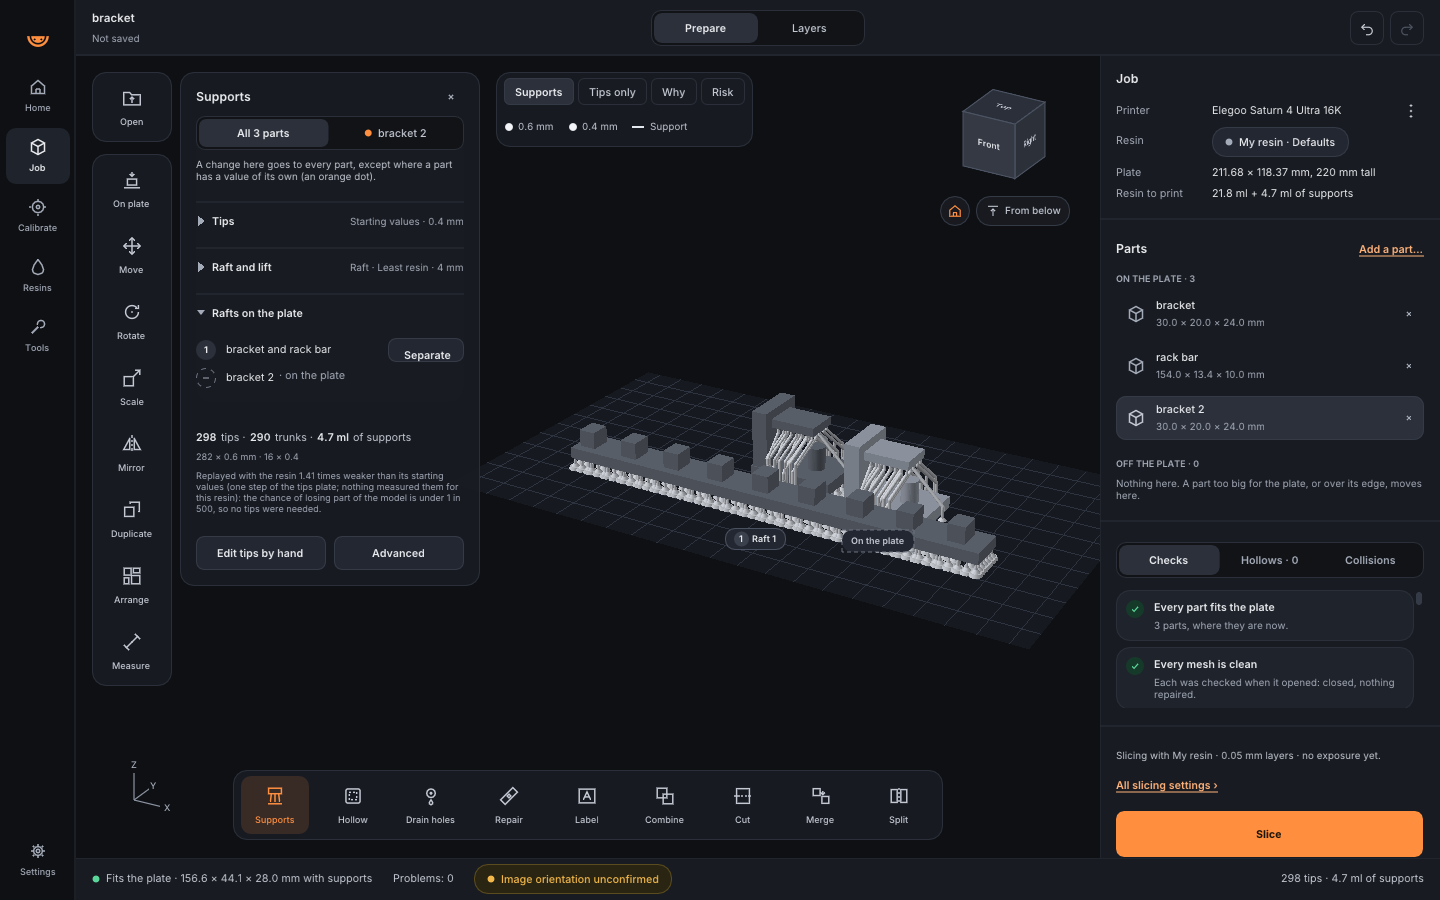 bracket
Not saved
Prepare
Layers
Home
Job
Calibrate
Resins
Tools
Settings
Open
On plate
Move
Rotate
Scale
Mirror
Duplicate
Arrange
Measure
Supports
×
All 3 parts
bracket 2
A change here goes to every part, except where a part
has a value of its own (an orange dot).
Tips
Starting values · 0.4 mm
Raft and lift
Raft · Least resin · 4 mm
Rafts on the plate
1 bracket and rack bar
Separate
bracket 2 · on the plate
298 tips · 290 trunks · 4.7 ml of supports
282 × 0.6 mm · 16 × 0.4
Replayed with the resin 1.41 times weaker than its starting
values (one step of the tips plate; nothing measured them for
this resin): the chance of losing part of the model is under 1 in
500, so no tips were needed.
Edit tips by hand
Advanced
Supports
Tips only
Why
Risk
0.6 mm
0.4 mm
Support
Top
Front
Right
From below
1 Raft 1
On the plate
Z
Y
X
Supports
Hollow
Drain holes
Repair
Label
Combine
Cut
Merge
Split
Job
Printer
Elegoo Saturn 4 Ultra 16K
Resin
My resin · Defaults
Plate
211.68 × 118.37 mm, 220 mm tall
Resin to print
21.8 ml + 4.7 ml of supports
Parts
Add a part...
ON THE PLATE · 3
bracket
30.0 × 20.0 × 24.0 mm
×
rack bar
154.0 × 13.4 × 10.0 mm
×
bracket 2
30.0 × 20.0 × 24.0 mm
×
OFF THE PLATE · 0
Nothing here. A part too big for the plate, or over its edge, moves
here.
Checks
Hollows · 0
Collisions
Every part fits the plate
3 parts, where they are now.
Every mesh is clean
Each was checked when it opened: closed, nothing
repaired.
Slicing with My resin · 0.05 mm layers · no exposure yet.
All slicing settings ›
Slice
Fits the plate · 156.6 × 44.1 × 28.0 mm with supports
Problems: 0
Image orientation unconfirmed
298 tips · 4.7 ml of supports